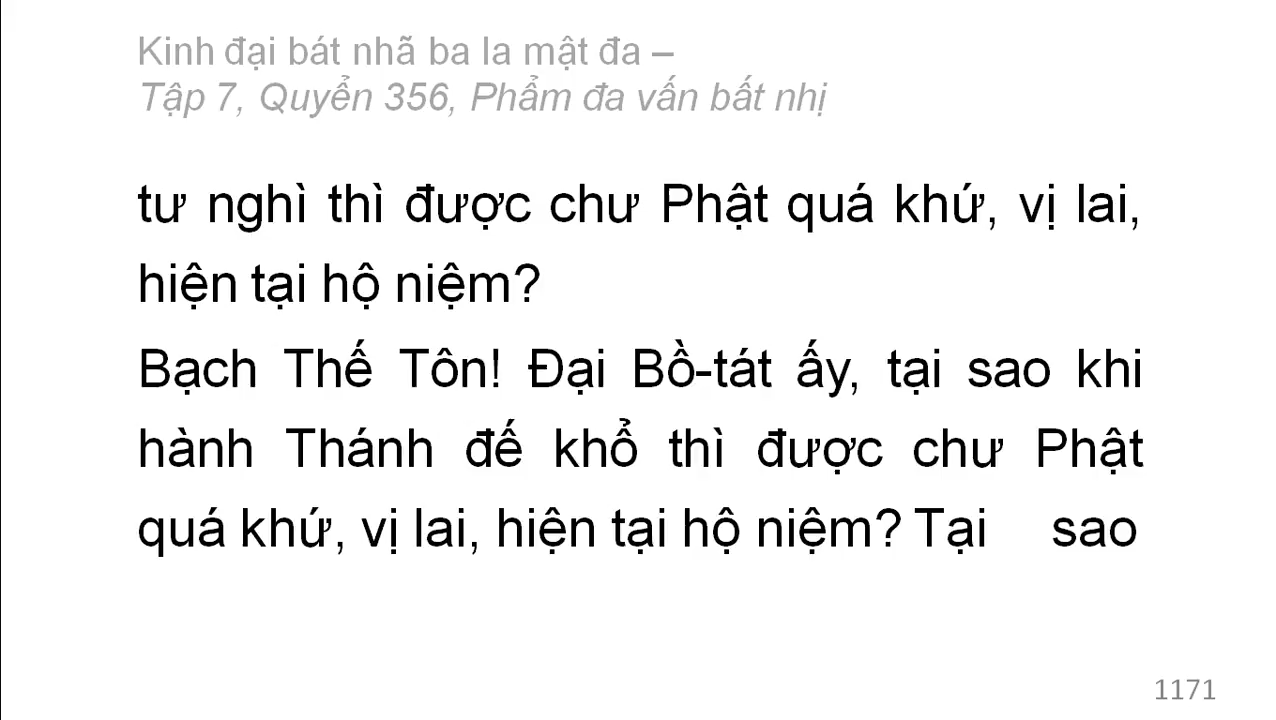 Kinh đại bát nhã ba la mật đa –
Tập 7, Quyển 356, Phẩm đa vấn bất nhị
tư nghì thì được chư Phật quá khứ, vị lai,
hiện tại hộ niệm?
Bạch Thế Tôn! Đại Bồ-tát ấy, tại sao khi
hành Thánh đế khổ thì được chư Phật
quá khứ, vị lai, hiện tại hộ niệm? Tại sao
1171